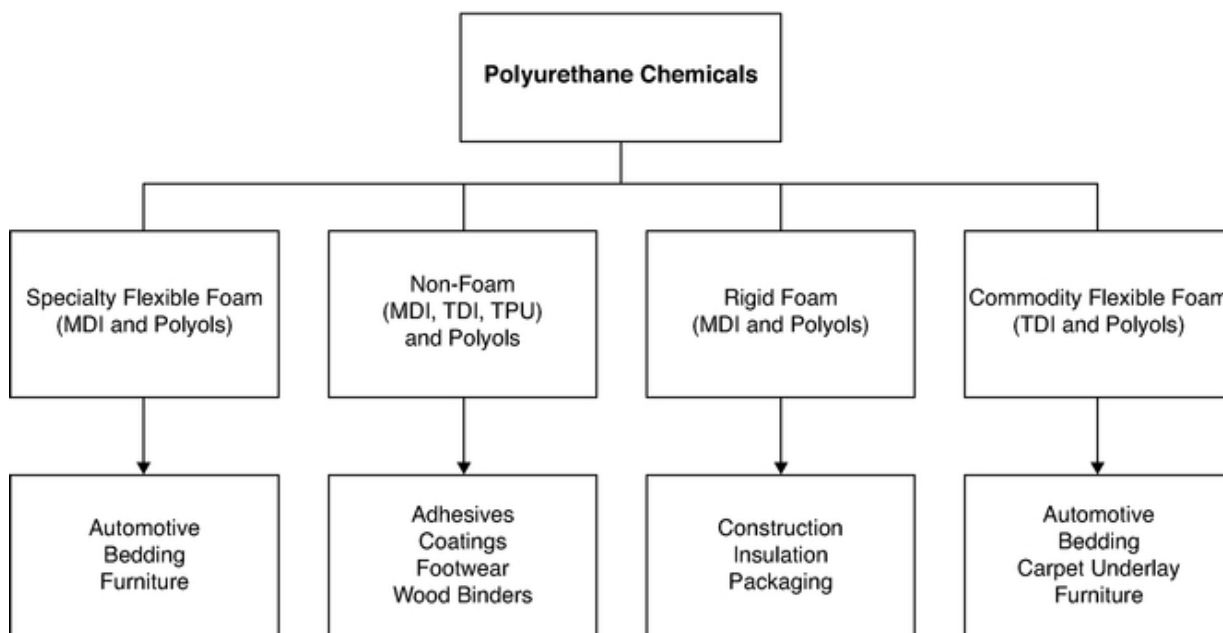 Polyurethane Chemicals
Specialty Flexible Foam
(MDI and Polyols)
Non-Foam
(MDI, TDI, TPU)
and Polyols
Rigid Foam
(MDI and Polyols)
Commodity Flexible Foam
(TDI and Polyols)
Automotive
Bedding
Furniture
Adhesives
Coatings
Footwear
Wood Binders
Construction
Insulation
Packaging
Automotive
Bedding
Carpet Underlay
Furniture